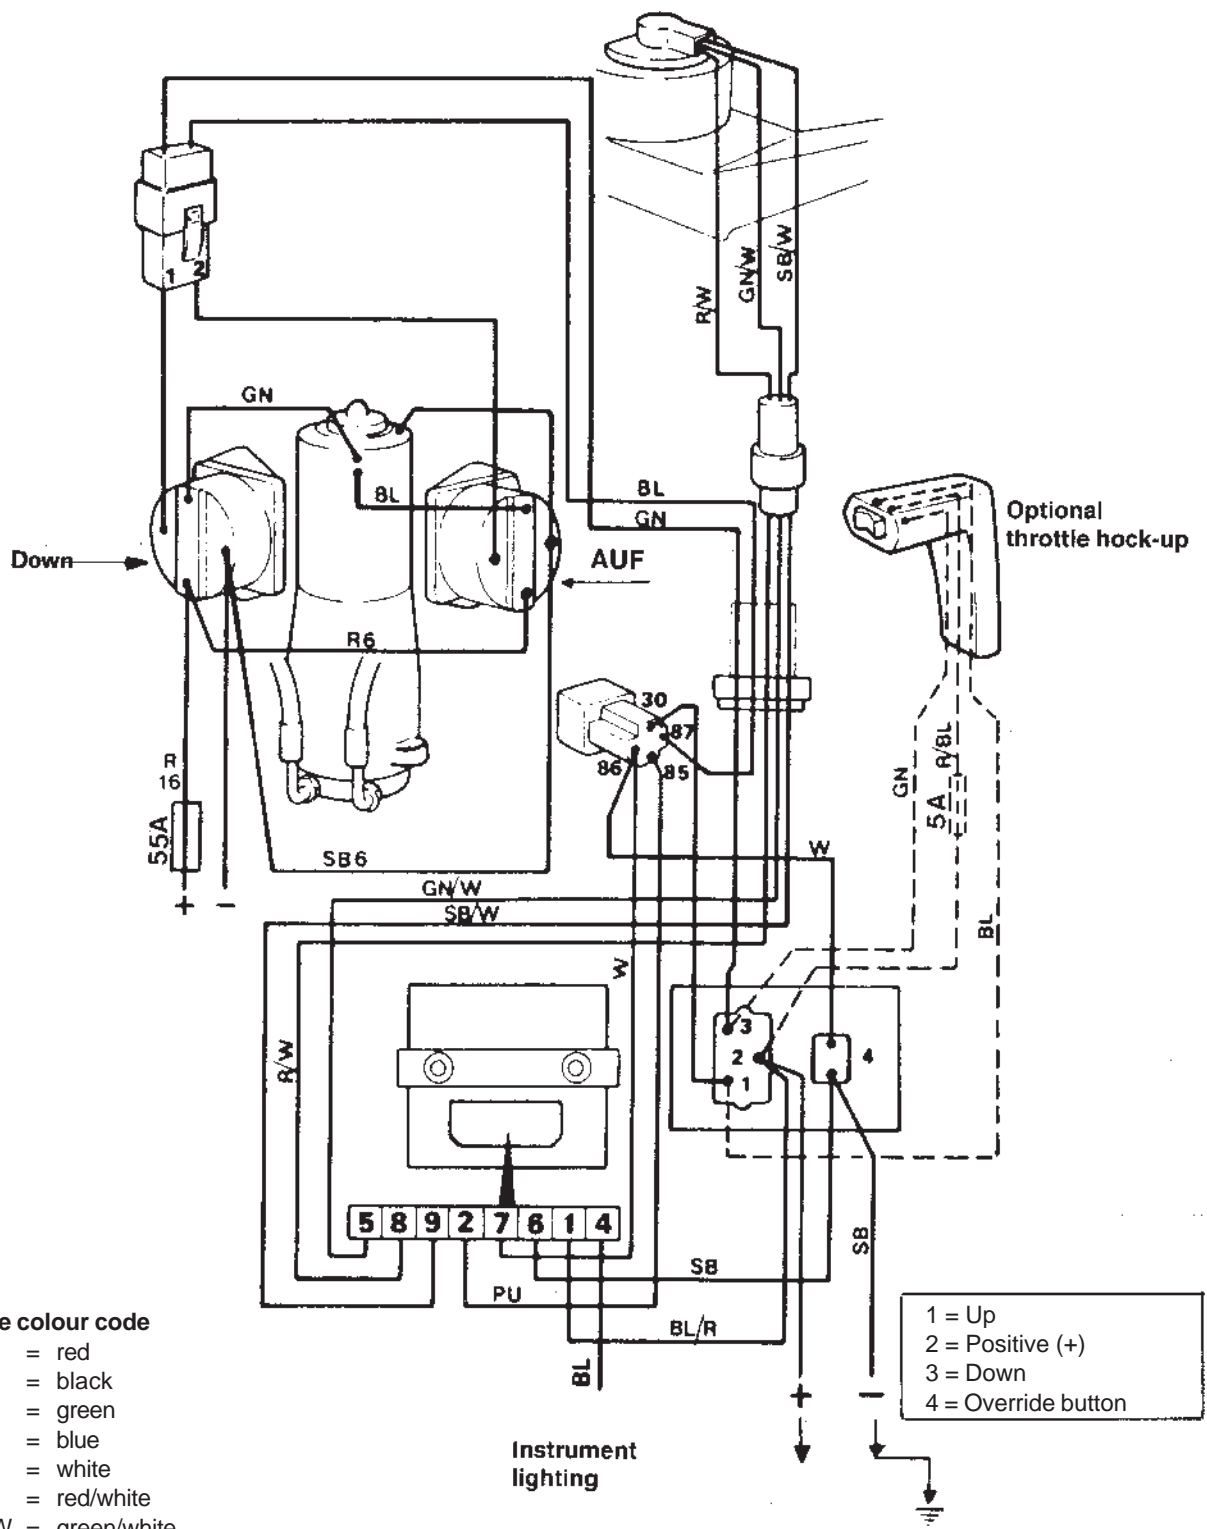 1 2
R/W
GN/W
SB/W
GN
BL
BL
GN
Down
AUF
Optional
throttle hock-up
R6
30
87
86
85
R
16
55A
+ -
SB6
GN/W
SB/W
W
GN
R/BL
5A
BL
W
R/W
3
2
1
4
5 8 9 2 7 6 1 4
SB
PU
BL/R
BL
SB
+ -
Instrument
lighting
1 = Up
2 = Positive (+)
3 = Down
4 = Override button
e colour code
= red
= black
= green
= blue
= white
= red/white
W = green/white